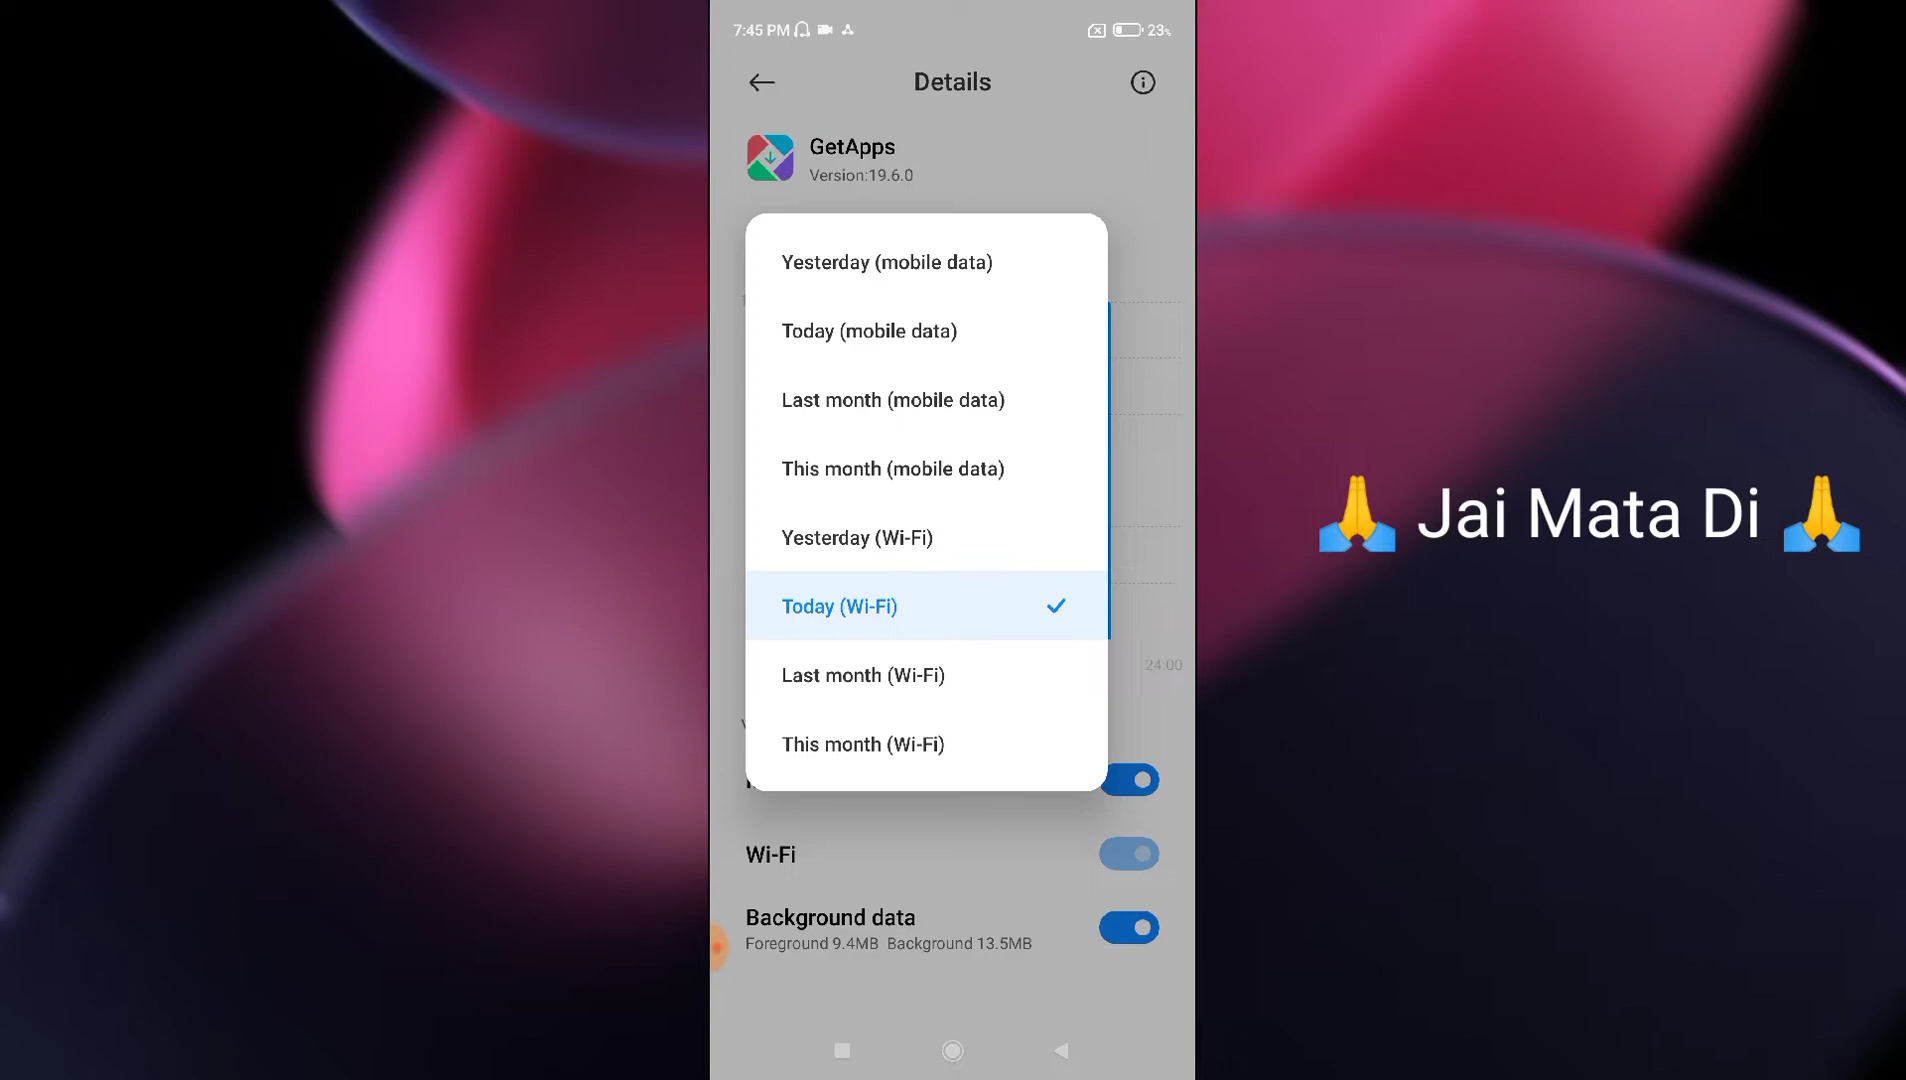 7:45 PM 23%
Details
GetApps
Version:19.6.0
Yesterday (mobile data)
Today (mobile data)
Last month (mobile data)
This month (mobile data)
Yesterday (Wi-Fi)
Today (Wi-Fi)
Last month (Wi-Fi)
24:00
This month (Wi-Fi)
Wi-Fi
Background data
Foreground 9.4MB Background 13.5MB
🙏 Jai Mata Di 🙏